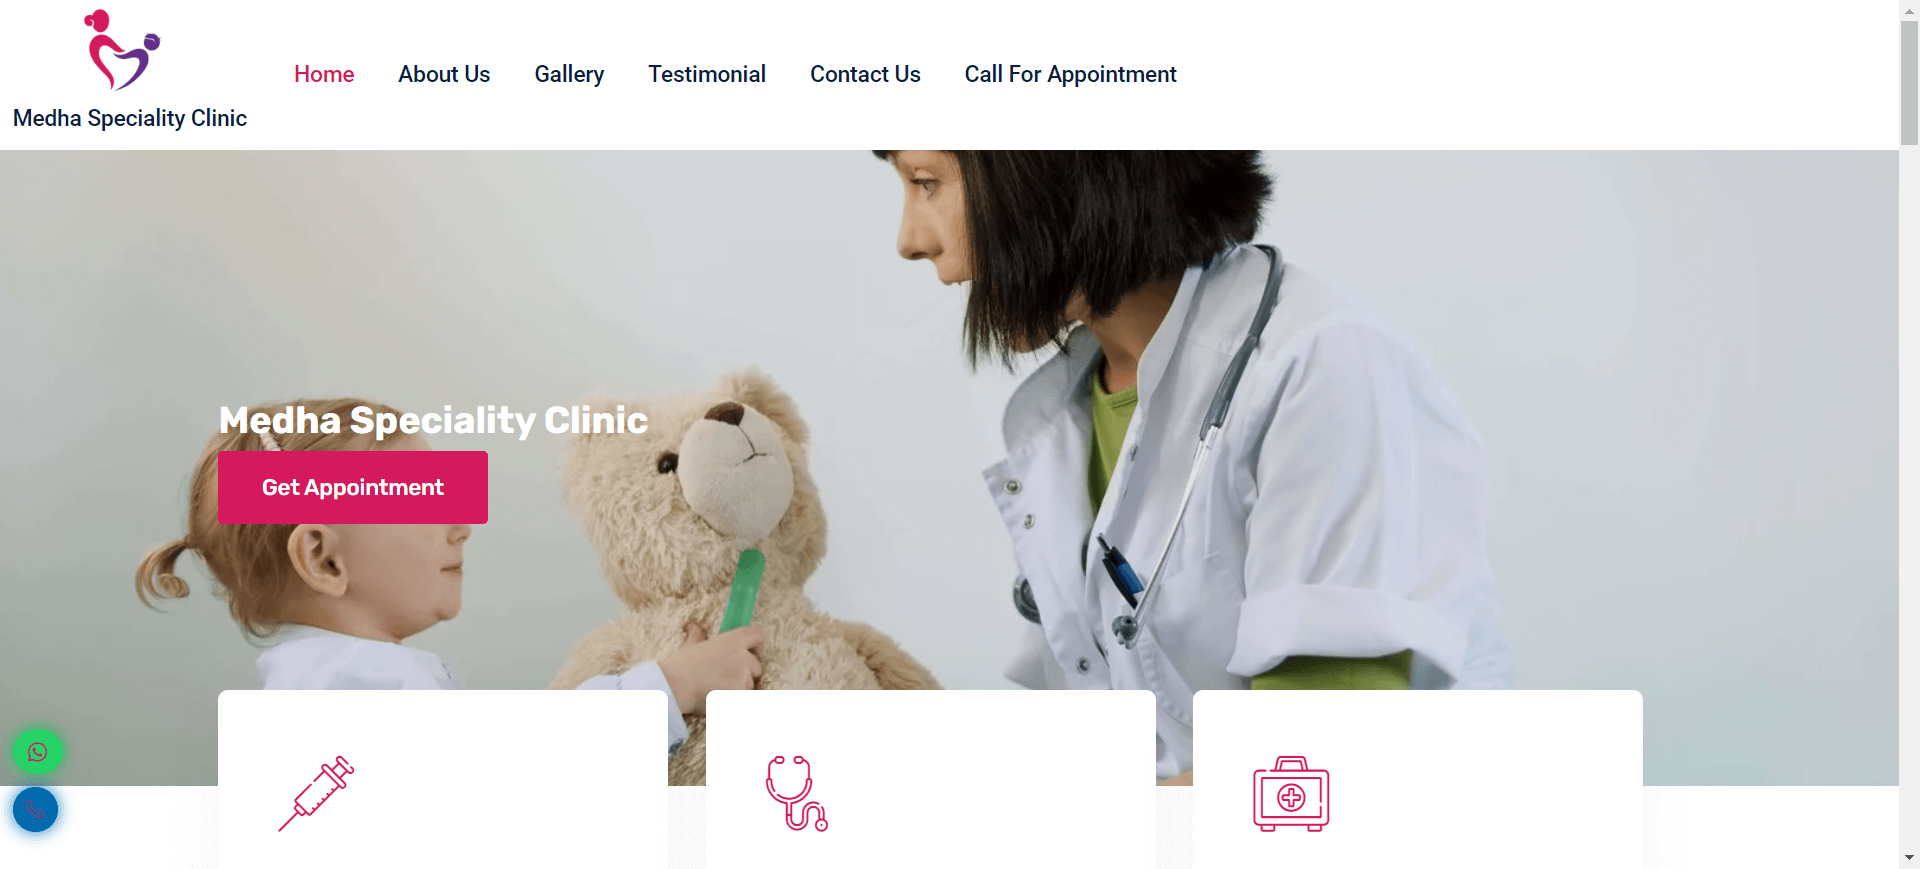 Medha Speciality Clinic
Home About Us Gallery Testimonial Contact Us Call For Appointment
Medha Speciality Clinic
Get Appointment